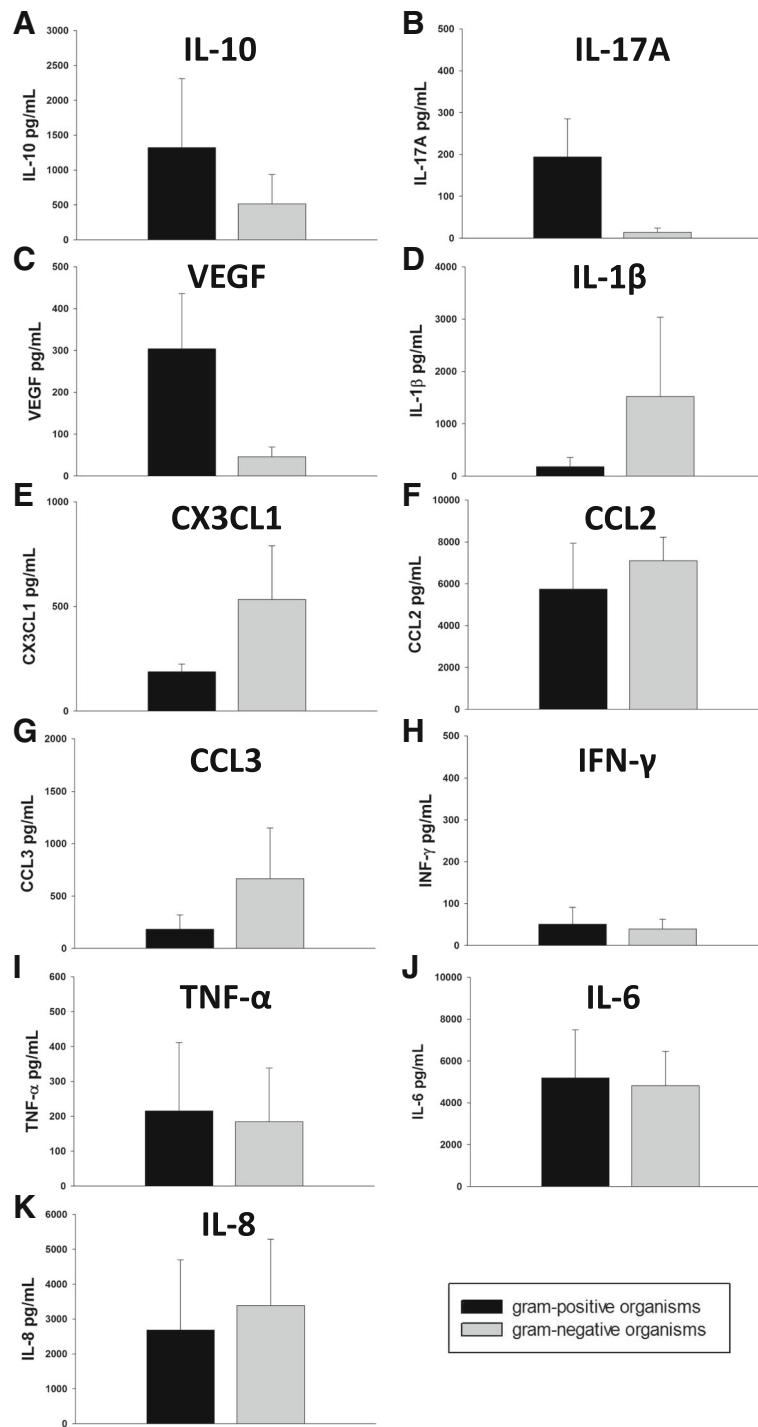 A
IL-10
IL-10 pg/mL
3000
2500
2000
1500
1000
500
0
B
IL-17A
IL-17A pg/mL
500
400
300
200
100
0
C
VEGF
VEGF pg/mL
500
400
300
200
100
0
D
IL-1β
IL-1β pg/mL
4000
3000
2000
1000
0
E
CX3CL1
CX3CL1 pg/mL
1000
500
0
F
CCL2
CCL2 pg/mL
10000
8000
6000
4000
2000
0
G
CCL3
CCL3 pg/mL
2000
1500
1000
500
0
H
IFN-γ
INF-γ pg/mL
500
400
300
200
100
0
I
TNF-α
TNF-α pg/mL
600
500
400
300
200
100
0
J
IL-6
IL-6 pg/mL
10000
8000
6000
4000
2000
0
K
IL-8
IL-8 pg/mL
6000
5000
4000
3000
2000
1000
0
gram-positive organisms
gram-negative organisms